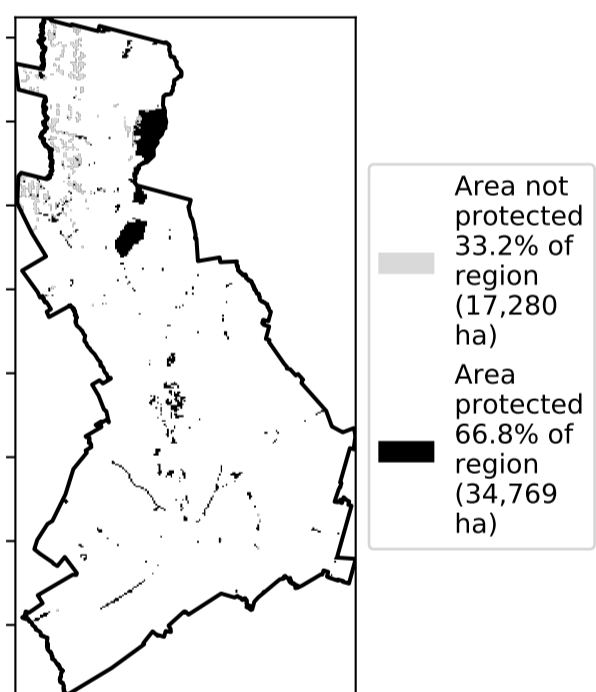 Area not
protected
33.2% of
region
(17,280
ha)
Area
protected
66.8% of
region
(34,769
ha)